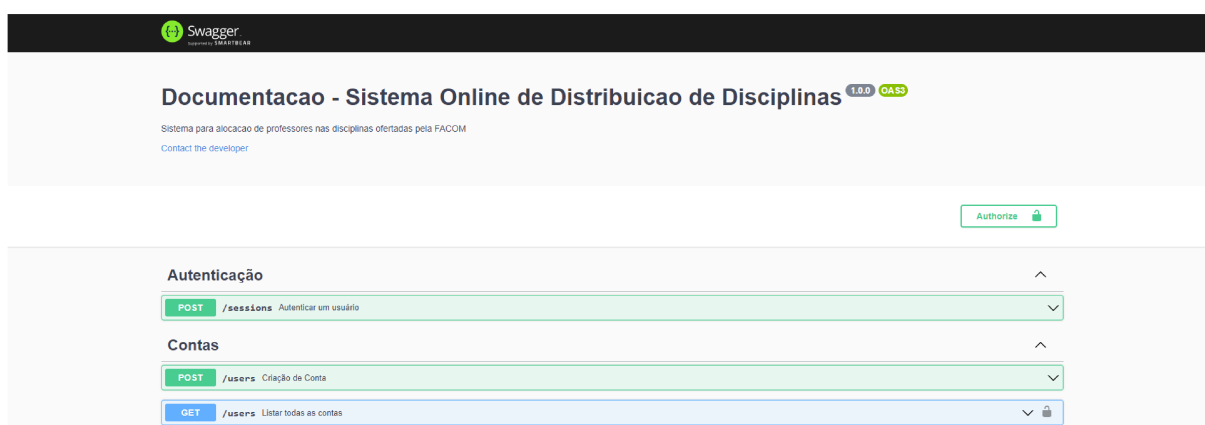 Swagger.
Supported by SMARTBEAR
Documentacao - Sistema Online de Distribuicao de Disciplinas 1.0.0 OAS3
Sistema para alocacao de professores nas disciplinas ofertadas pela FACOM
Contact the developer
Authorize
Autenticação
POST /sessions Autenticar um usuário
Contas
POST /users Criação de Conta
GET /users Listar todas as contas